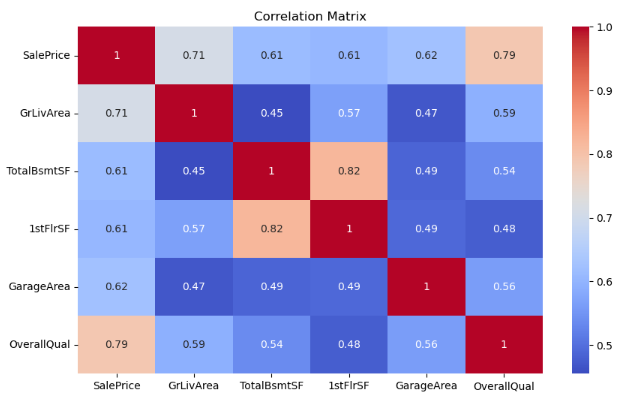 Correlation Matrix
SalePrice 1 0.71 0.61 0.61 0.62 0.79
GrLivArea 0.71 1 0.45 0.57 0.47 0.59
TotalBsmtSF 0.61 0.45 1 0.82 0.49 0.54
1stFlrSF 0.61 0.57 0.82 1 0.49 0.48
GarageArea 0.62 0.47 0.49 0.49 1 0.56
OverallQual 0.79 0.59 0.54 0.48 0.56 1
SalePrice GrLivArea TotalBsmtSF 1stFlrSF GarageArea OverallQual
1.0
0.9
0.8
0.7
0.6
0.5